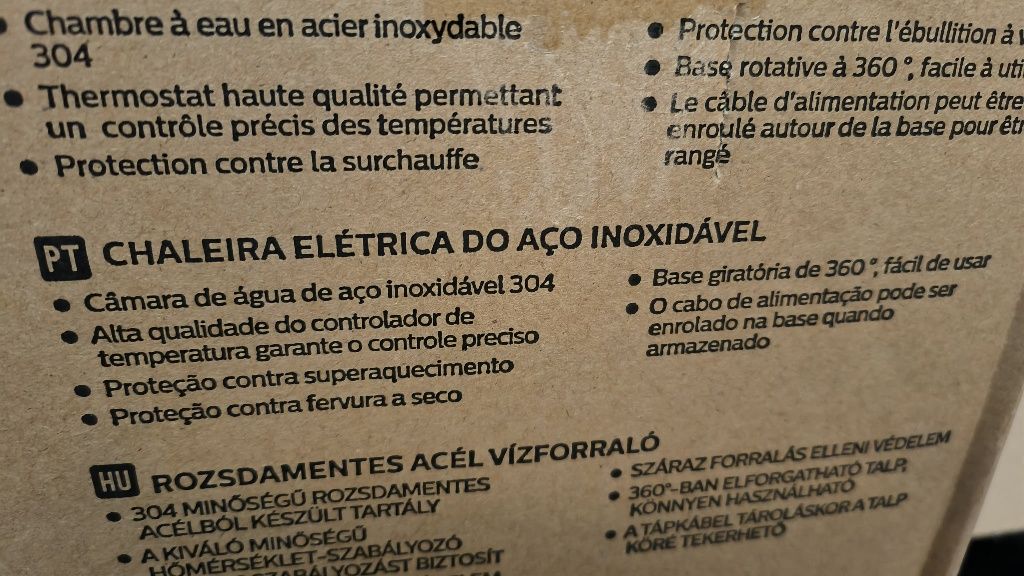 Chambre à eau en acier inoxydable
304
Thermostat haute qualité permettant
un contrôle précis des températures
Protection contre la surchauffe
Protection contre l'ébullition à
Base rotative à 360 °, facile à
Le câble d'alimentation peut être
enroulé autour de la base pour
rangé
PT CHALEIRA ELÉTRICA DO AÇO INOXIDÁVEL
Câmara de água de aço inoxidável 304
Alta qualidade do controlador de
temperatura garante o controle preciso
Proteção contra superaquecimento
Proteção contra fervura a seco
Base giratória de 360 °, fácil de usar
O cabo de alimentação pode ser
enrolado na base quando
armazenado
HU ROZSDAMENTES ACÉL VÍZFORRALÓ
304 MINŐSÉGŰ ROZSDAMENTES
ACÉLBÓL KÉSZÜLT TARTÁLY
A KIVÁLÓ MINŐSÉGŰ
HŐMÉRSÉKLET-SZABÁLYOZÓ
BIZTOSÍT
SZÁRAZ FORRALÁS ELLENI VÉDELEM
360°-BAN ELFORGATHATÓ TALP,
KÖNNYEN HASZNÁLHATÓ
A TÁPKÁBEL TÁROLÁSKOR A TALP
KÖRÉ TEKERHETŐ